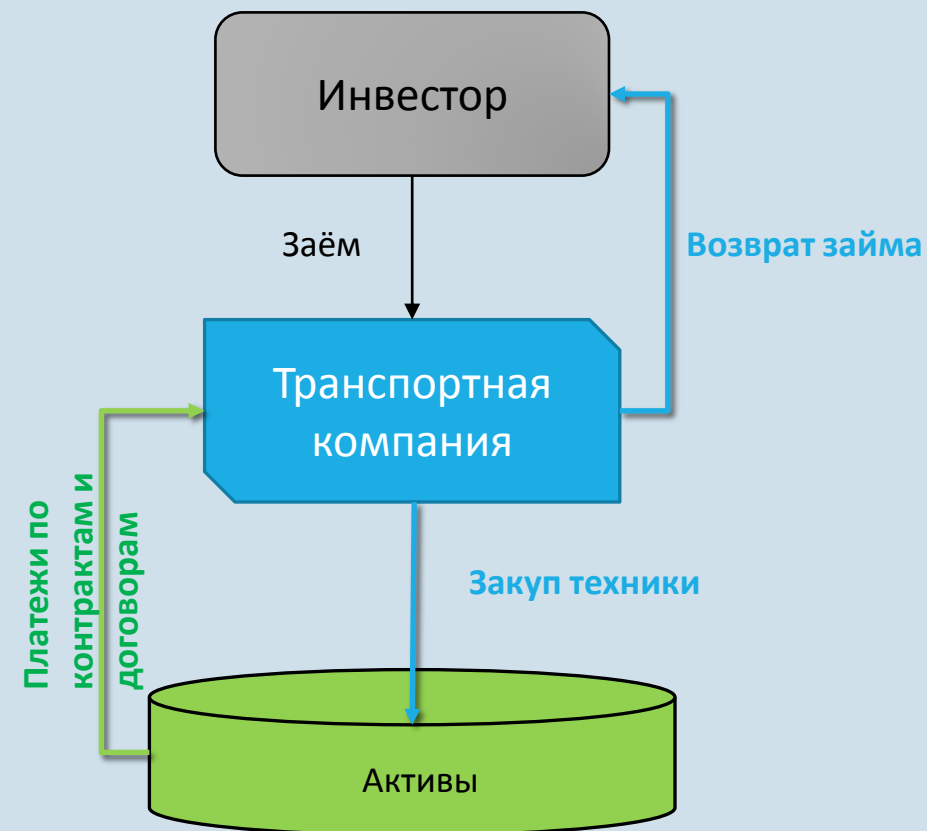 Инвестор
Заём
Возврат займа
Транспортная
компания
Платежи по
контрактам и
договорам
Закуп техники
Активы